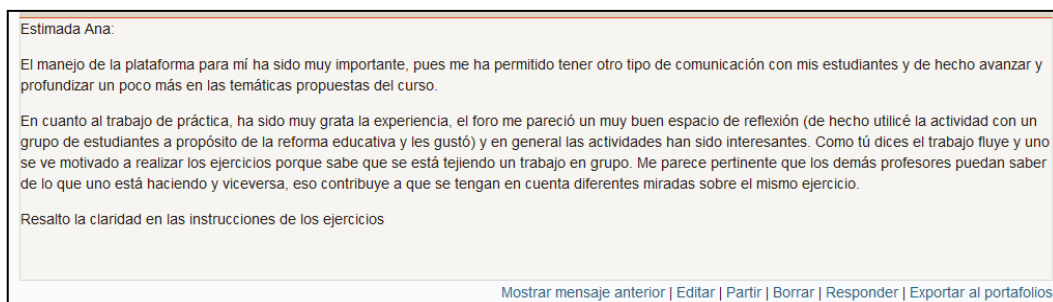 Estimada Ana:
El manejo de la plataforma para mí ha sido muy importante, pues me ha permitido tener otro tipo de comunicación con mis estudiantes y de hecho avanzar y
profundizar un poco más en las temáticas propuestas del curso.
En cuanto al trabajo de práctica, ha sido muy grata la experiencia, el foro me pareció un muy buen espacio de reflexión (de hecho utilicé la actividad con un
grupo de estudiantes a propósito de la reforma educativa y les gustó) y en general las actividades han sido interesantes. Como tú dices el trabajo fluye y uno
se ve motivado a realizar los ejercicios porque sabe que se está tejiendo un trabajo en grupo. Me parece pertinente que los demás profesores puedan saber
de lo que uno está haciendo y viceversa, eso contribuye a que se tengan en cuenta diferentes miradas sobre el mismo ejercicio.
Resalto la claridad en las instrucciones de los ejercicios
Mostrar mensaje anterior | Editar | Partir | Borrar | Responder | Exportar al portafolios